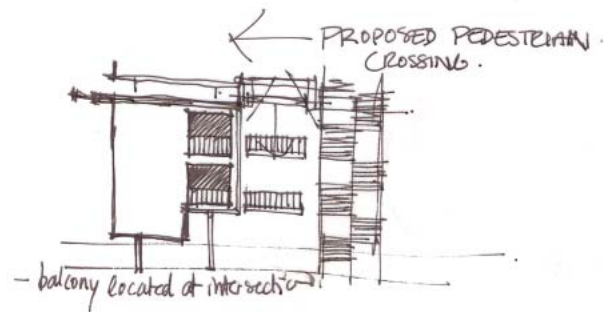 PROPOSED PEDESTRIAN
CROSSING.
- balcony located at intersection.